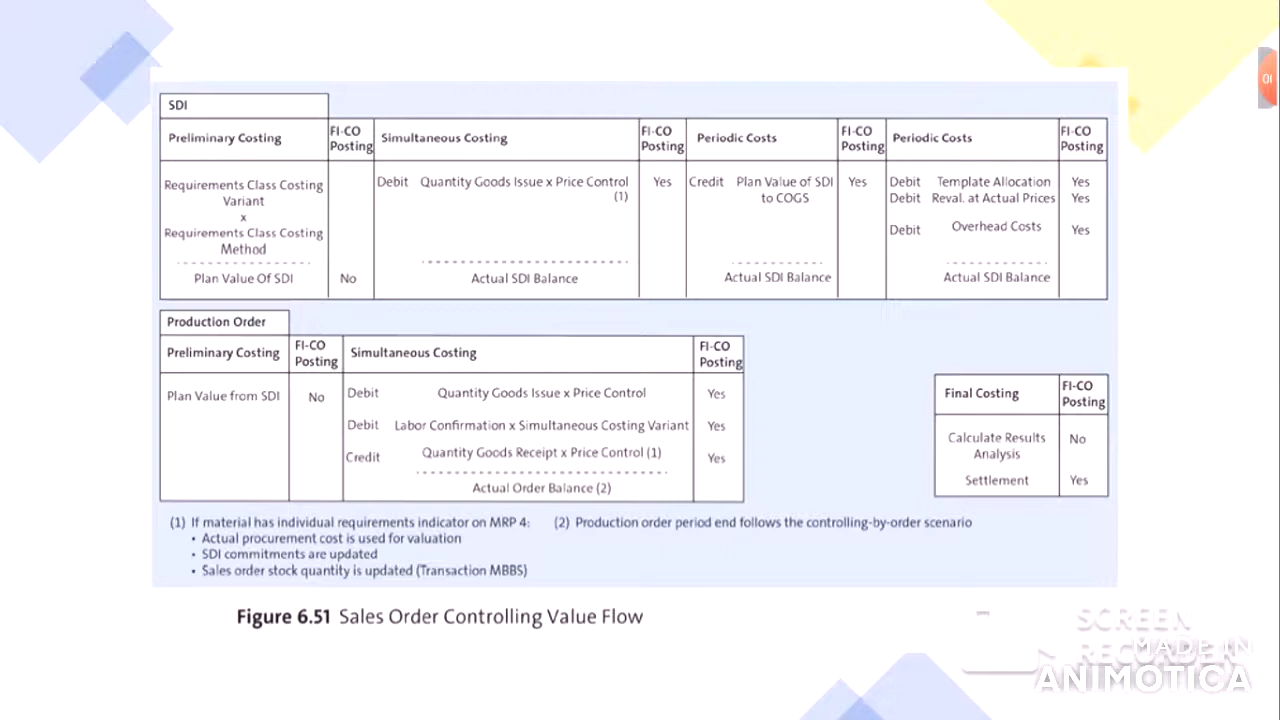 SDI
Preliminary Costing
FI-CO
Posting
Simultaneous Costing
FI-CO
Posting
Periodic Costs
FI-CO
Posting
Periodic Costs
FI-CO
Posting
Requirements Class Costing
Variant
x
Requirements Class Costing
Method
Plan Value Of SDI
No
Debit Quantity Goods Issue x Price Control
(1)
Actual SDI Balance
Yes
Credit Plan Value of SDI
to COGS
Actual SDI Balance
Yes
Debit Template Allocation Yes
Debit Reval. at Actual Prices Yes
Debit Overhead Costs Yes
Actual SDI Balance
Production Order
Preliminary Costing
FI-CO
Posting
Simultaneous Costing
FI-CO
Posting
Plan Value from SDI No
Debit Quantity Goods Issue x Price Control Yes
Debit Labor Confirmation x Simultaneous Costing Variant Yes
Credit Quantity Goods Receipt x Price Control (1) Yes
Actual Order Balance (2)
Final Costing
FI-CO
Posting
Calculate Results
Analysis
No
Settlement Yes
(1) If material has individual requirements indicator on MRP 4:
• Actual procurement cost is used for valuation
• SDI commitments are updated
• Sales order stock quantity is updated (Transaction MBBS)
(2) Production order period end follows the controlling-by-order scenario
Figure 6.51 Sales Order Controlling Value Flow
SCREEN
RECORDER
MADE IN
ANIMOTICA